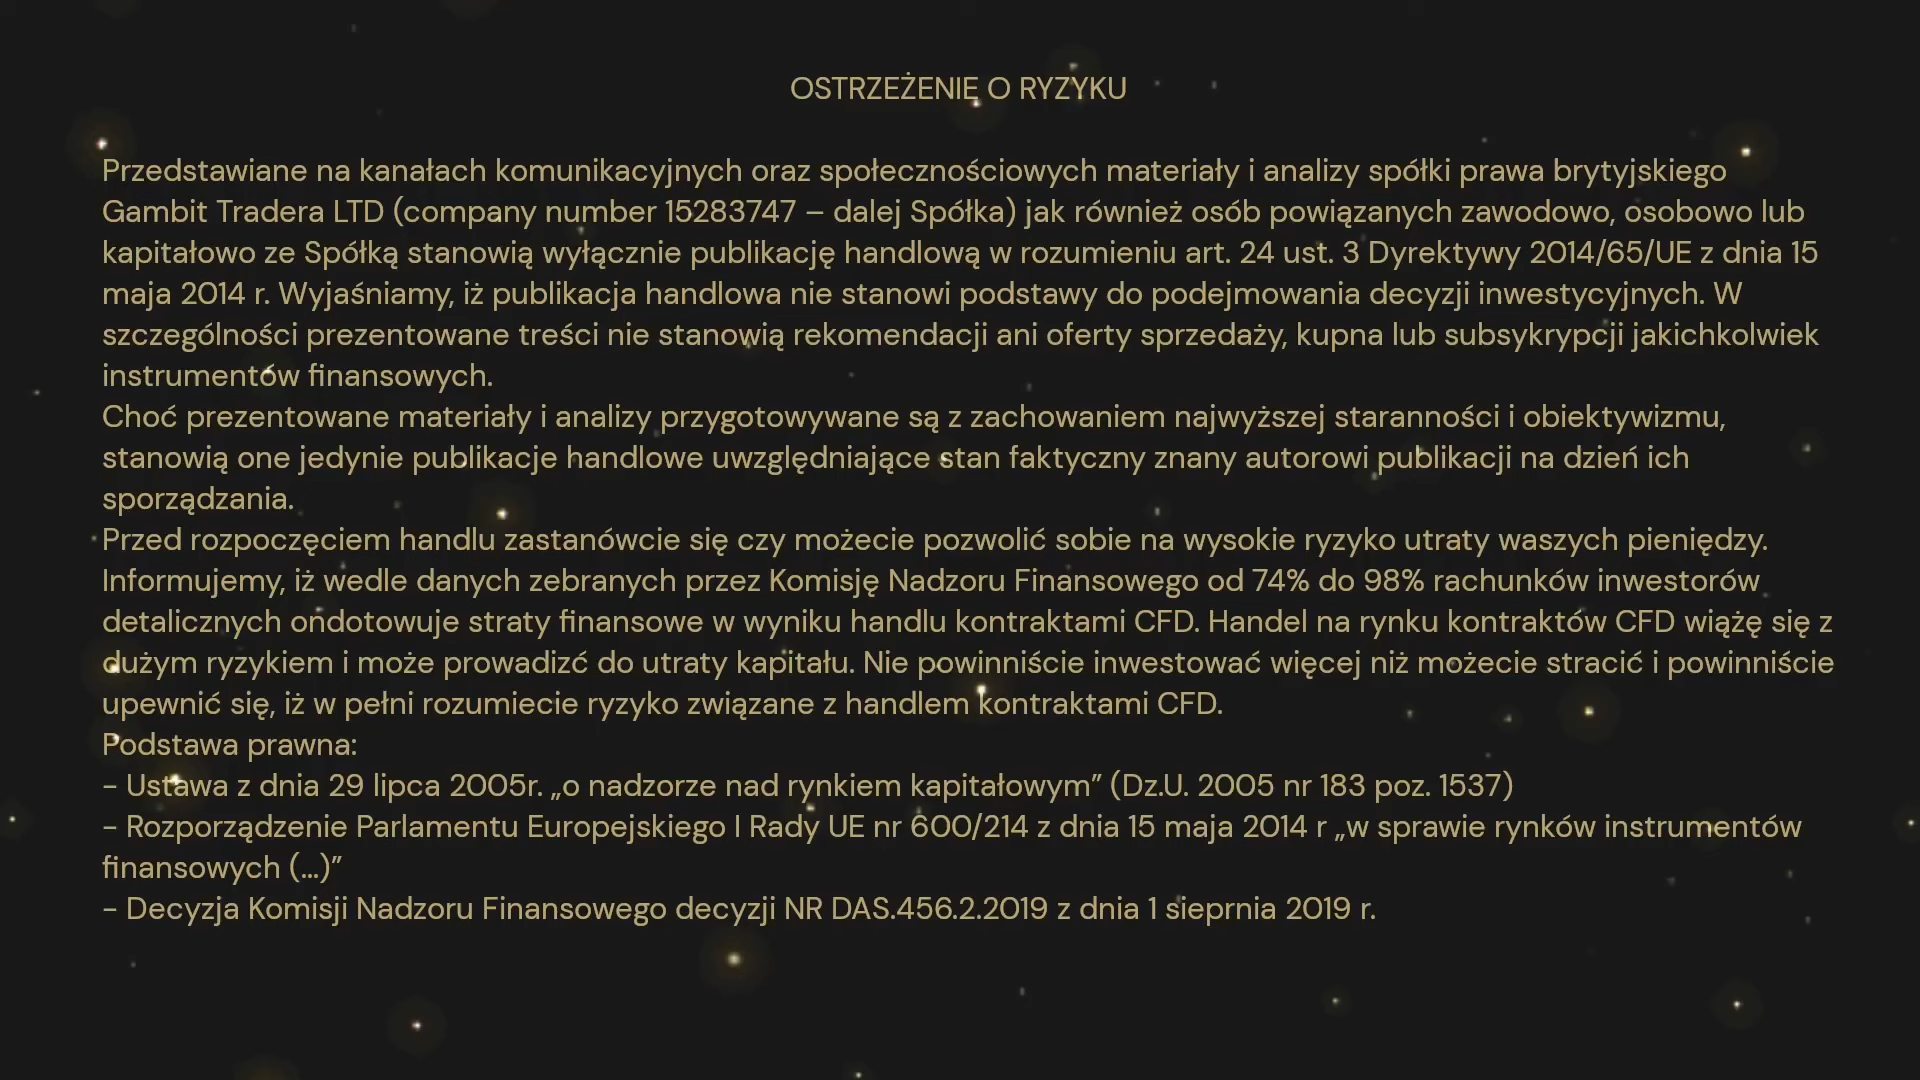 OSTRZEŻENIE O RYZYKU
Przedstawiane na kanałach komunikacyjnych oraz społecznościowych materiały i analizy spółki prawa brytyjskiego
Gambit Tradera LTD (company number 15283747 – dalej Spółka) jak również osób powiązanych zawodowo, osobowo lub
kapitałowo ze Spółką stanowią wyłącznie publikację handlową w rozumieniu art. 24 ust. 3 Dyrektywy 2014/65/UE z dnia 15
maja 2014 r. Wyjaśniamy, iż publikacja handlowa nie stanowi podstawy do podejmowania decyzji inwestycyjnych. W
szczególności prezentowane treści nie stanowią rekomendacji ani oferty sprzedaży, kupna lub subsykrypcji jakichkolwiek
instrumentów finansowych.
Choć prezentowane materiały i analizy przygotowywane są z zachowaniem najwyższej staranności i obiektywizmu,
stanowią one jedynie publikacje handlowe uwzględniające stan faktyczny znany autorowi publikacji na dzień ich
sporządzania.
Przed rozpoczęciem handlu zastanówcie się czy możecie pozwolić sobie na wysokie ryzyko utraty waszych pieniędzy.
Informujemy, iż wedle danych zebranych przez Komisję Nadzoru Finansowego od 74% do 98% rachunków inwestorów
detalicznych ondotowuje straty finansowe w wyniku handlu kontraktami CFD. Handel na rynku kontraktów CFD wiążę się z
dużym ryzykiem i może prowadizć do utraty kapitału. Nie powinniście inwestować więcej niż możecie stracić i powinniście
upewnić się, iż w pełni rozumiecie ryzyko związane z handlem kontraktami CFD.
Podstawa prawna:
– Ustawa z dnia 29 lipca 2005r. „o nadzorze nad rynkiem kapitałowym” (Dz.U. 2005 nr 183 poz. 1537)
– Rozporządzenie Parlamentu Europejskiego I Rady UE nr 600/214 z dnia 15 maja 2014 r „w sprawie rynków instrumentów
finansowych (...)”
– Decyzja Komisji Nadzoru Finansowego decyzji NR DAS.456.2.2019 z dnia 1 sieprnia 2019 r.